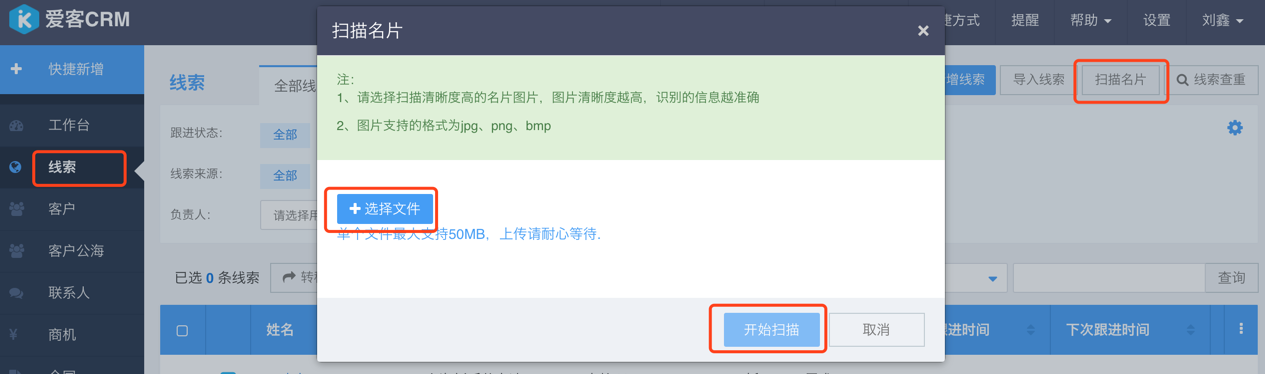 爱客CRM
扫描名片
捷方式
提醒
帮助
设置
刘鑫
快捷新增
工作台
线索
客户
客户公海
联系人
商机
线索
全部线
增线索
导入线索
扫描名片
线索查重
跟进状态：
全部
线索来源：
全部
负责人：
请选择用
注：
1、请选择扫描清晰度高的名片图片，图片清晰度越高，识别的信息越准确
2、图片支持的格式为jpg、png、bmp
选择文件
单个文件最大支持50MB，上传请耐心等待.
开始扫描
取消
已选 0 条线索
转移
查询
姓名
跟进时间
下次跟进时间